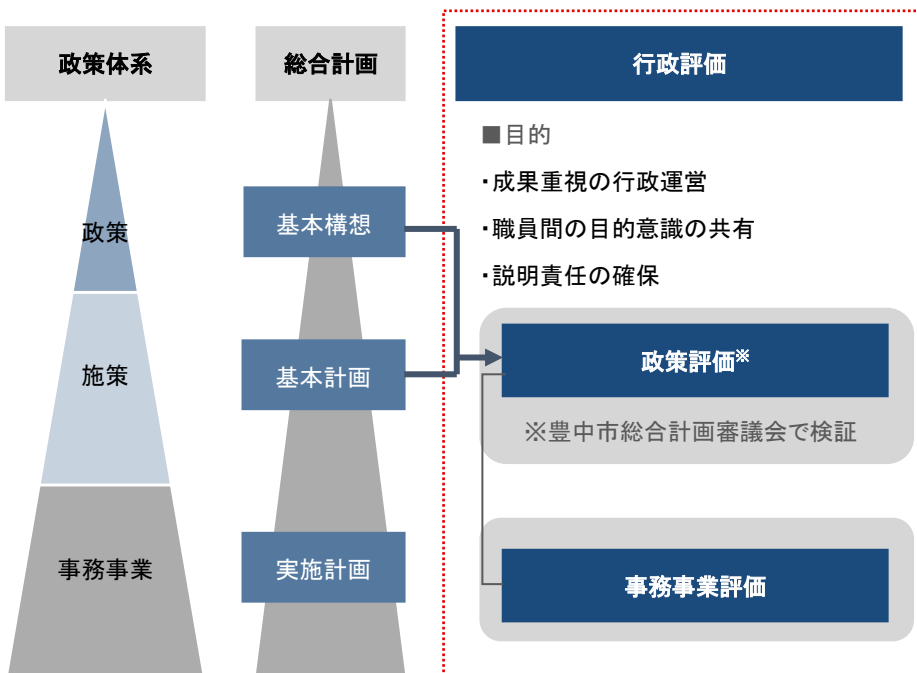 政策体系
総合計画
行政評価
■目的
・成果重視の行政運営
・職員間の目的意識の共有
・説明責任の確保
政策
基本構想
施策
基本計画
政策評価※
※豊中市総合計画審議会で検証
事務事業
実施計画
事務事業評価